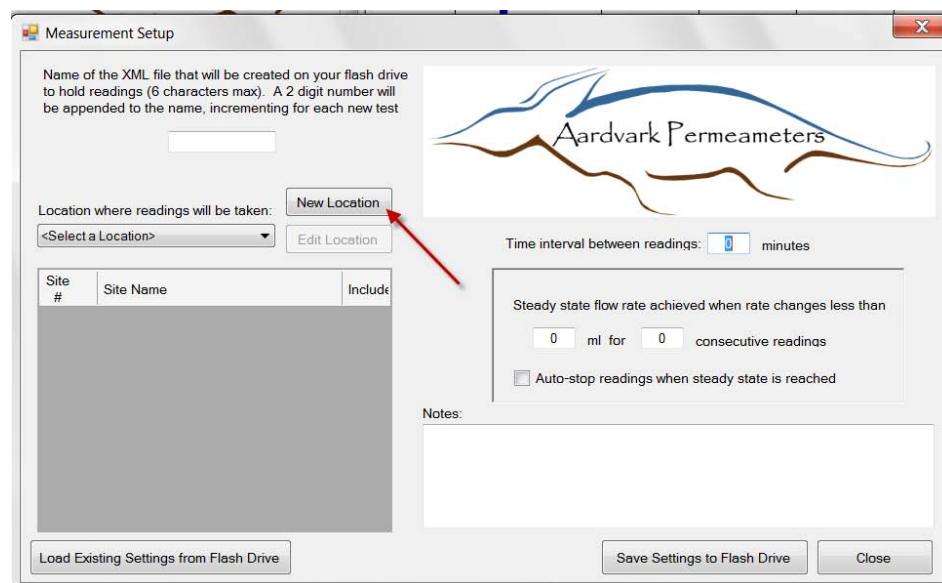 Measurement Setup
Name of the XML file that will be created on your flash drive
to hold readings (6 characters max). A 2 digit number will
be appended to the name, incrementing for each new test
Aardvark Permeameters
Location where readings will be taken:
New Location
<Select a Location>
Edit Location
Time interval between readings: 0 minutes
Site # Site Name Include
Steady state flow rate achieved when rate changes less than
0 ml for 0 consecutive readings
Auto-stop readings when steady state is reached
Notes:
Load Existing Settings from Flash Drive
Save Settings to Flash Drive
Close